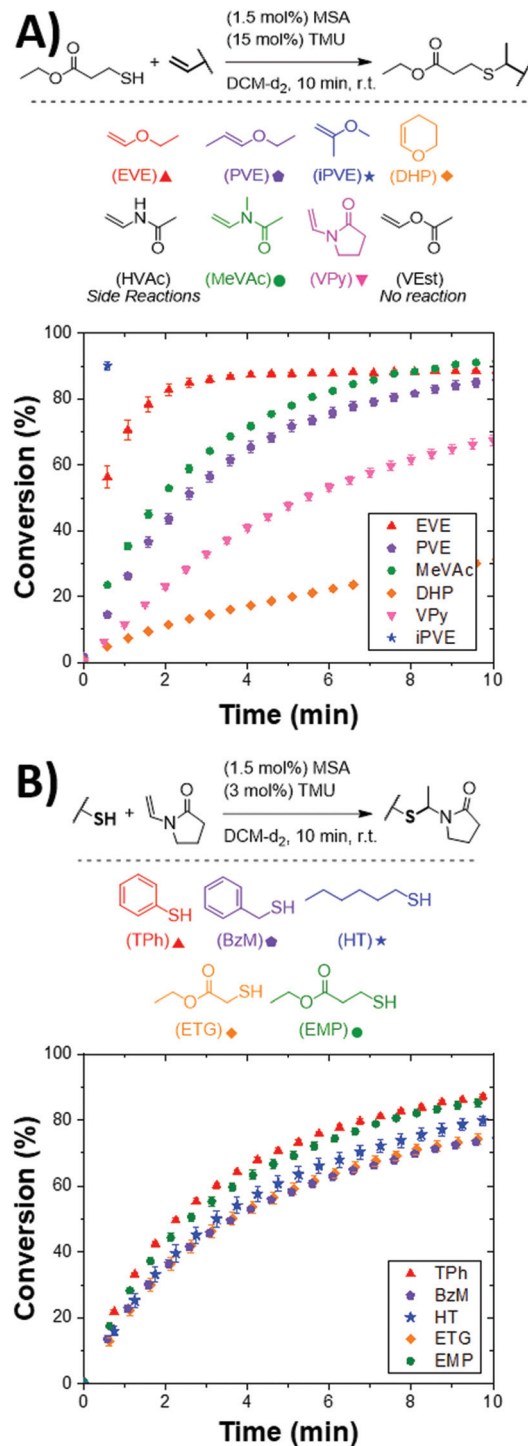 A)
(1.5 mol%) MSA
(15 mol%) TMU
O
O
SH
+
DCM-d₂, 10 min, r.t.
O
O
S
O
O
O
O
(EVE)
(PVE)
(iPVE)
(DHP)
H
N
O
N
O
N
O
O
O
(HVAc)
(MeVAc)
(VPy)
(VEst)
Side Reactions
No reaction
Conversion (%)
100
80
60
40
20
0
EVE
PVE
MeVAc
DHP
VPy
iPVE
0 2 4 6 8 10
Time (min)
B)
(1.5 mol%) MSA
(3 mol%) TMU
SH
+
N
O
DCM-d₂, 10 min, r.t.
S
N
O
SH
SH
SH
(TPh)
(BzM)
(HT)
O
O
SH
O
O
SH
(ETG)
(EMP)
Conversion (%)
100
80
60
40
20
0
TPh
BzM
HT
ETG
EMP
0 2 4 6 8 10
Time (min)